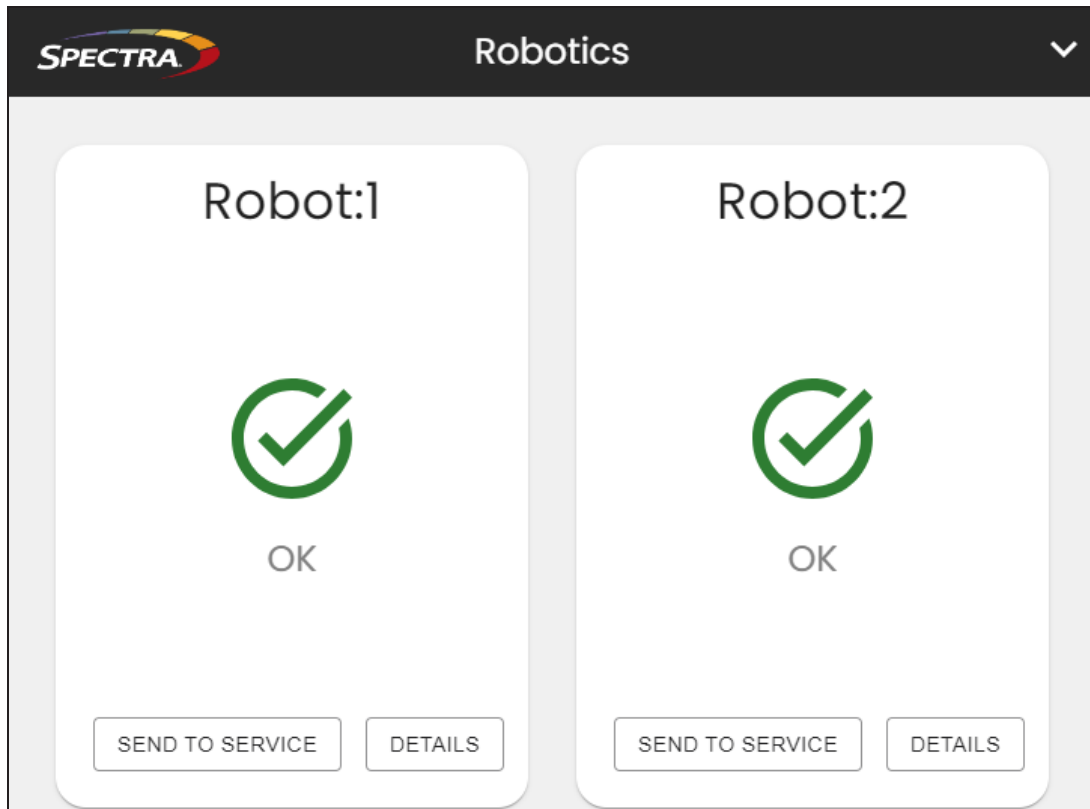 SPECTRA
Robotics
Robot:1
OK
SEND TO SERVICE
DETAILS
Robot:2
OK
SEND TO SERVICE
DETAILS